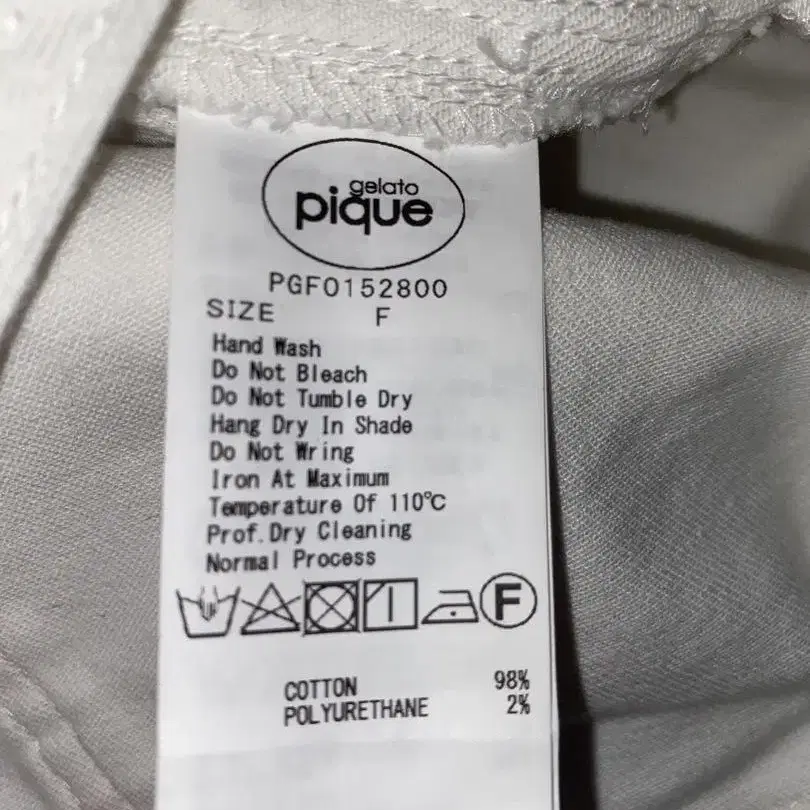 gelato
pique
PGFO152800
SIZE F
Hand Wash
Do Not Bleach
Do Not Tumble Dry
Hang Dry In Shade
Do Not Wring
Iron At Maximum
Temperature Of 110℃
Prof.Dry Cleaning
Normal Process
F
COTTON 98%
POLYURETHANE 2%